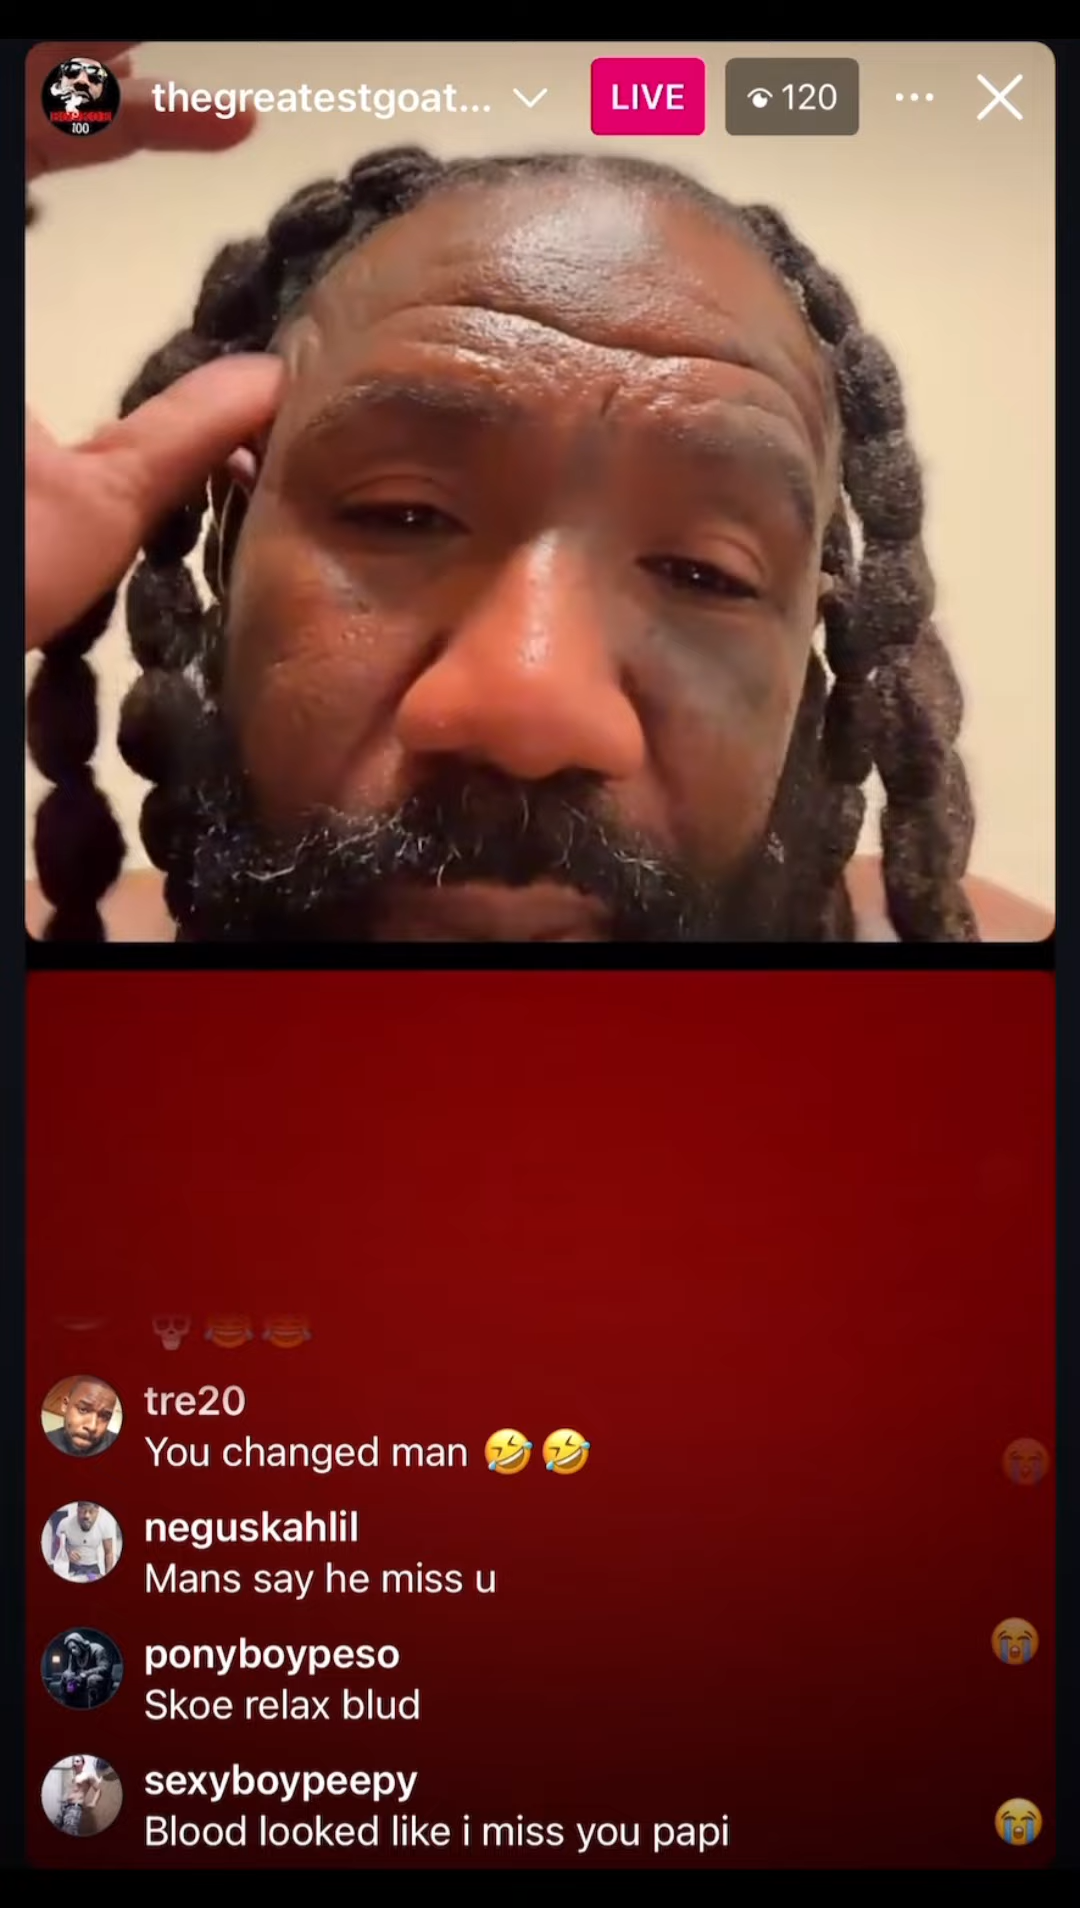 thegreatestgoat...
LIVE
120
100
tre20
You changed man 🤣🤣
neguskahlil
Mans say he miss u
ponyboypeso
Skoe relax blud
sexyboypeepy
Blood looked like i miss you papi